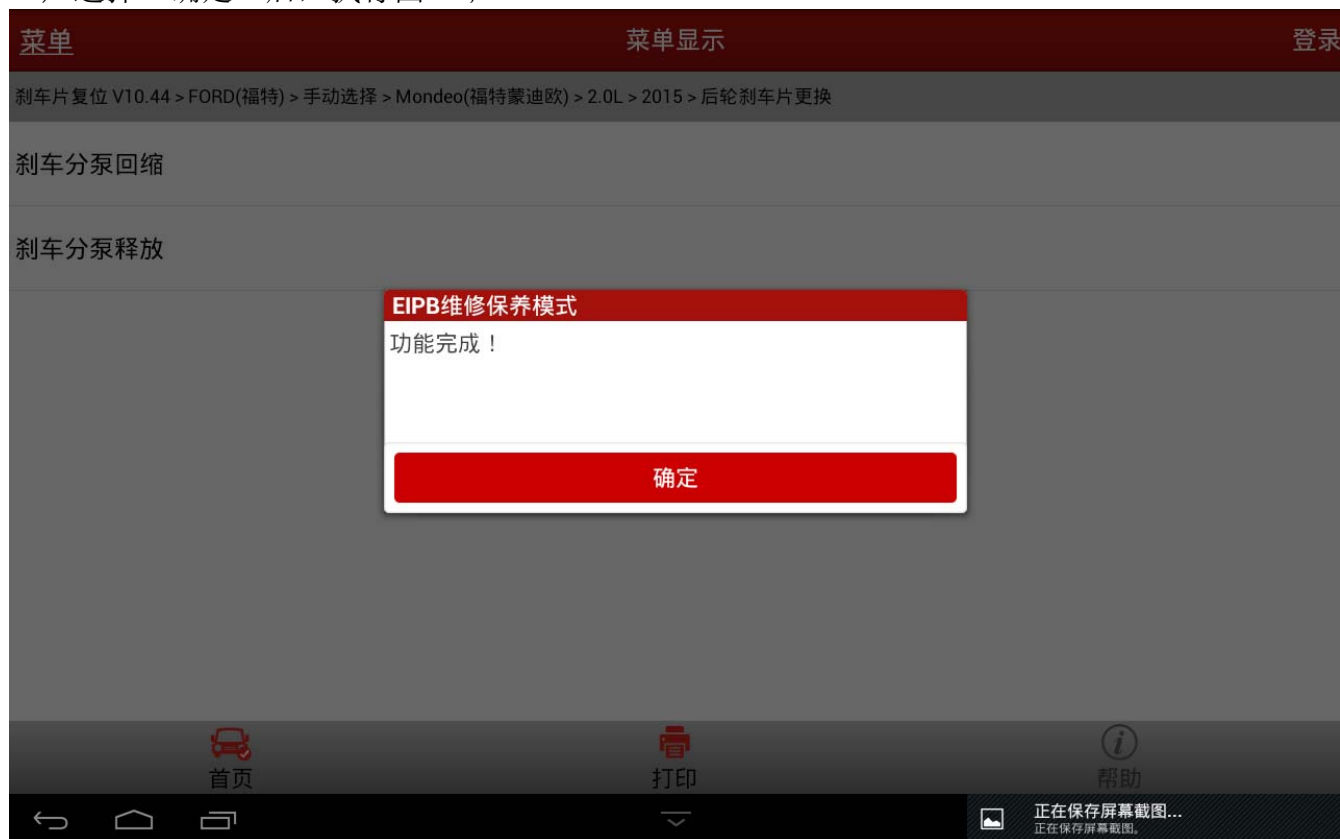 菜单
菜单显示
登录
刹车片复位 V10.44 > FORD(福特) > 手动选择 > Mondeo(福特蒙迪欧) > 2.0L > 2015 > 后轮刹车片更换
刹车分泵回缩
刹车分泵释放
EIPB维修保养模式
功能完成！
确定
首页
打印
帮助
正在保存屏幕截图...
正在保存屏幕截图。